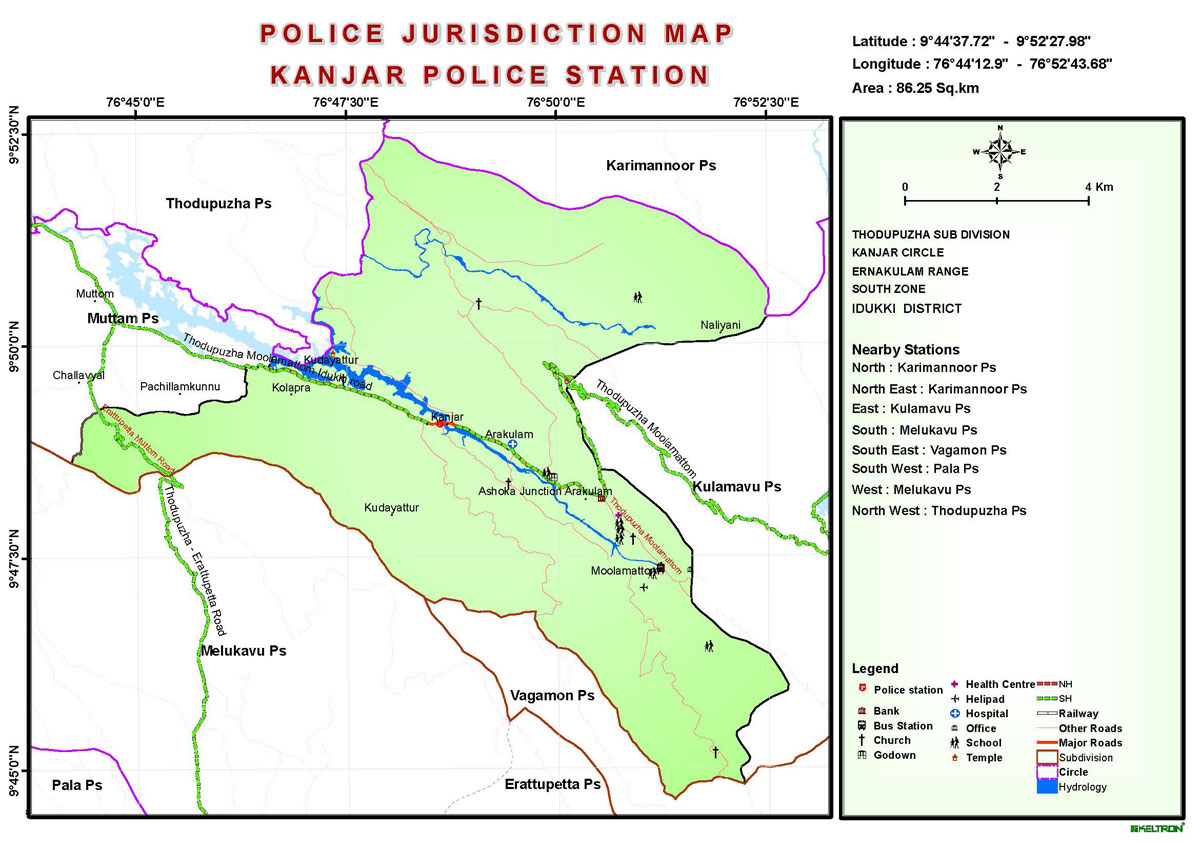 POLICE JURISDICTION MAP
KANJAR POLICE STATION
Latitude : 9°44'37.72" - 9°52'27.98"
Longitude : 76°44'12.9" - 76°52'43.68"
Area : 86.25 Sq.km
76°45'0"E
76°47'30"E
76°50'0"E
76°52'30"E
9°52'30"N
9°50'0"N
9°47'30"N
9°45'0"N
Karimannoor Ps
Thodupuzha Ps
Muttom
Muttam Ps
Naliyani
Thodupuzha Moolamattom Idukki road
Kudayattur
Challavyal
Pachillamkunnu
Kolapra
Thodupuzha Moolamattom
Erattupetta Muttom Road
Kanjar
Arakulam
Kulamavu Ps
Ashoka Junction Arakulam
Kudayattur
Thodupuzha Moolamattom
Thodupuzha - Erattupetta Road
Moolamattom
Melukavu Ps
Vagamon Ps
Pala Ps
Erattupetta Ps
N
W
E
S
0
2
4 Km
THODUPUZHA SUB DIVISION
KANJAR CIRCLE
ERNAKULAM RANGE
SOUTH ZONE
IDUKKI DISTRICT
Nearby Stations
North : Karimannoor Ps
North East : Karimannoor Ps
East : Kulamavu Ps
South : Melukavu Ps
South East : Vagamon Ps
South West : Pala Ps
West : Melukavu Ps
North West : Thodupuzha Ps
Legend
Police station
Bank
Bus Station
Church
Godown
Health Centre
Helipad
Hospital
Office
School
Temple
NH
SH
Railway
Other Roads
Major Roads
Subdivision
Circle
Hydrology
KELTRON